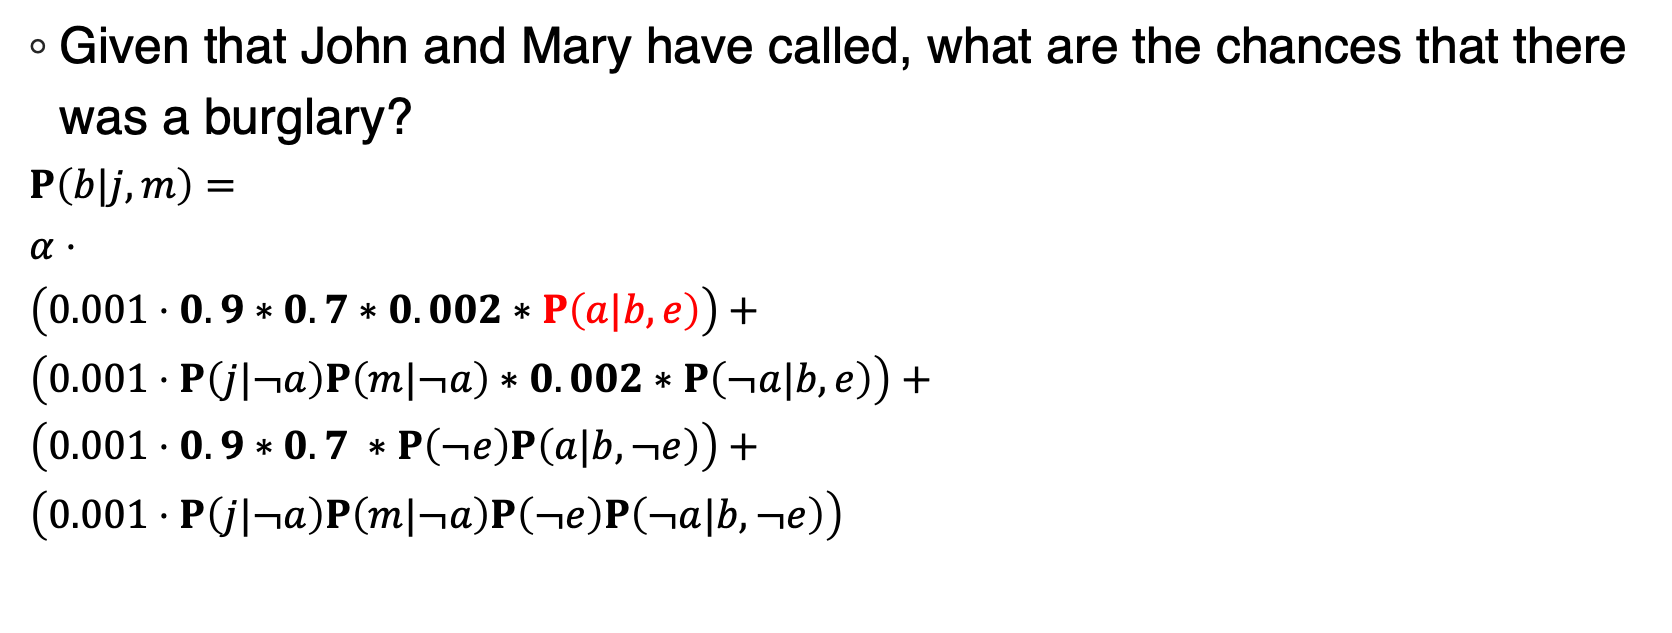 ◦ Given that John and Mary have called, what are the chances that there
was a burglary?
𝐏(𝑏|𝑗, 𝑚) =
𝛼 ·
(0.001 · 𝟎. 𝟗 ∗ 𝟎. 𝟕 ∗ 𝟎. 𝟎𝟎𝟐 ∗ 𝐏(𝑎|𝑏, 𝑒)) +
(0.001 · 𝐏(𝑗|¬𝑎)𝐏(𝑚|¬𝑎) ∗ 𝟎. 𝟎𝟎𝟐 ∗ 𝐏(¬𝑎|𝑏, 𝑒)) +
(0.001 · 𝟎. 𝟗 ∗ 𝟎. 𝟕 ∗ 𝐏(¬𝑒)𝐏(𝑎|𝑏, ¬𝑒)) +
(0.001 · 𝐏(𝑗|¬𝑎)𝐏(𝑚|¬𝑎)𝐏(¬𝑒)𝐏(¬𝑎|𝑏, ¬𝑒))